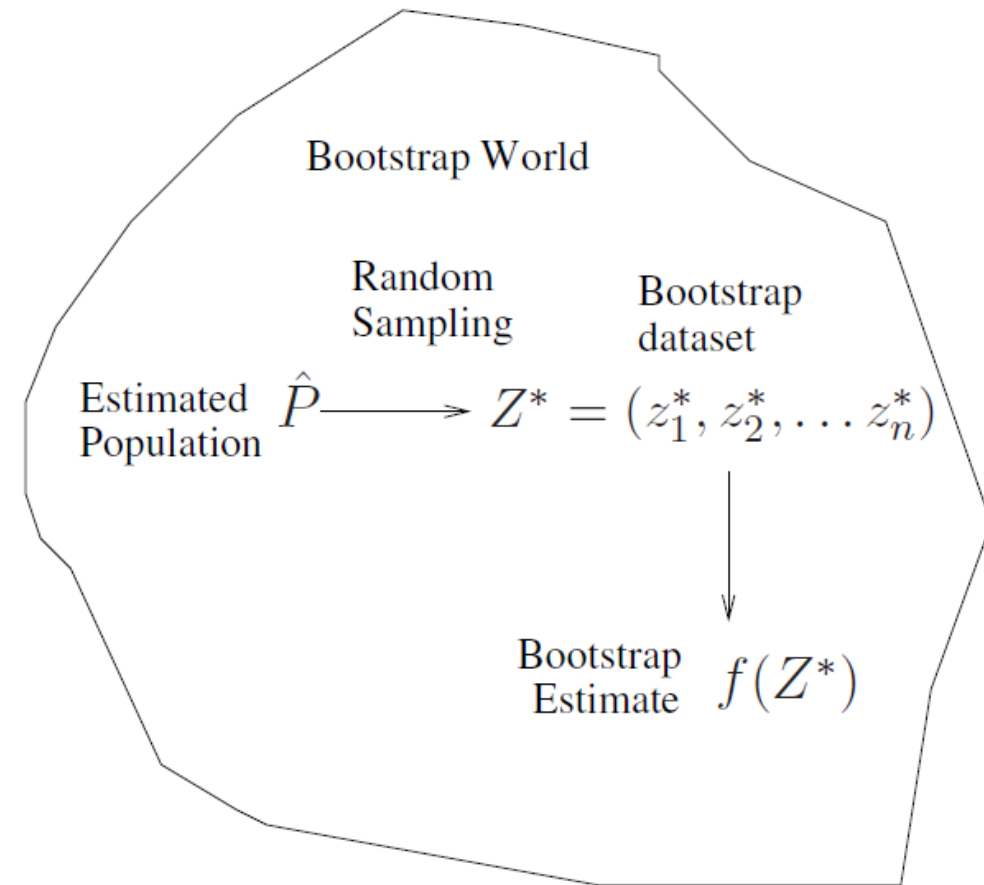 Bootstrap World
Random
Sampling
Bootstrap
dataset
Estimated
Population
P̂
Z* = (z₁*, z₂*, … zₙ*)
Bootstrap
Estimate
f(Z*)